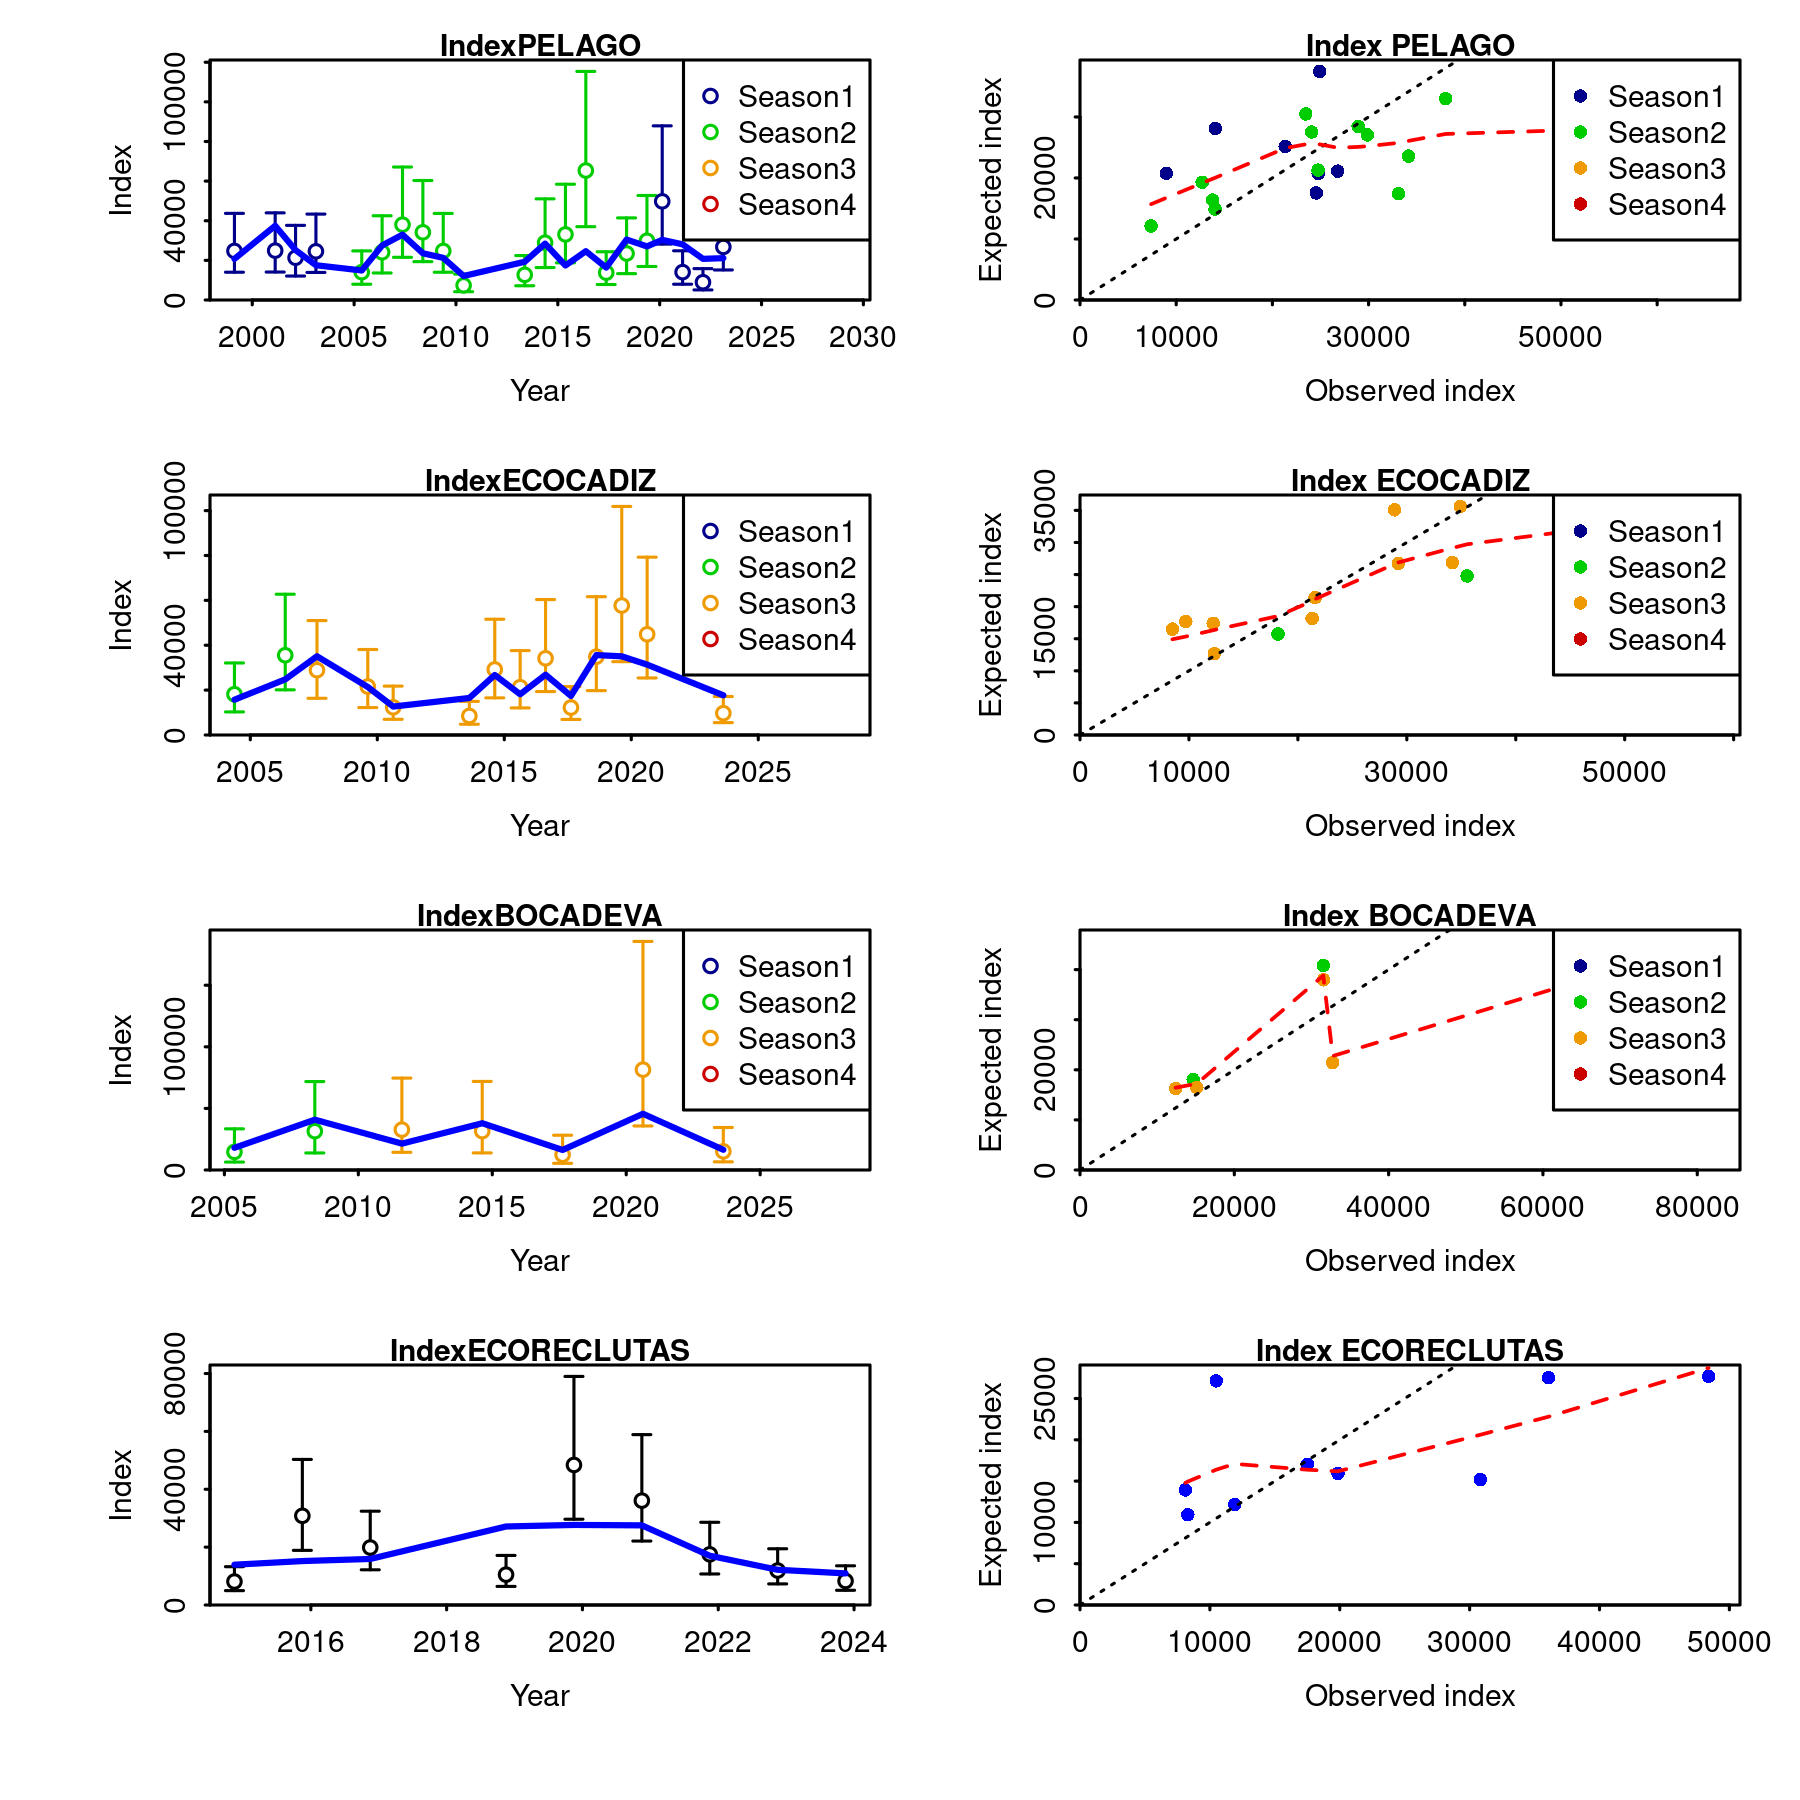 IndexPELAGO
Index
0
40000
100000
Season1
Season2
Season3
Season4
2000 2005 2010 2015 2020 2025 2030
Year
Index PELAGO
Expected index
0
20000
Season1
Season2
Season3
Season4
0 10000 30000 50000
Observed index
IndexECOCADIZ
Index
0
40000
100000
Season1
Season2
Season3
Season4
2005 2010 2015 2020 2025
Year
Index ECOCADIZ
Expected index
0
15000
35000
Season1
Season2
Season3
Season4
0 10000 30000 50000
Observed index
IndexBOCADEVA
Index
0
100000
Season1
Season2
Season3
Season4
2005 2010 2015 2020 2025
Year
Index BOCADEVA
Expected index
0
20000
Season1
Season2
Season3
Season4
0 20000 40000 60000 80000
Observed index
IndexECORECLUTAS
Index
0
40000
80000
2016 2018 2020 2022 2024
Year
Index ECORECLUTAS
Expected index
0
10000
25000
0 10000 20000 30000 40000 50000
Observed index